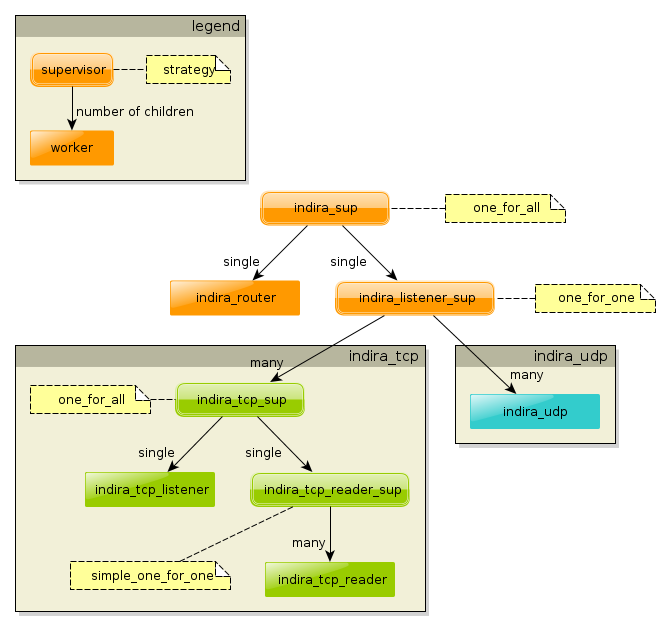 legend
supervisor
strategy
number of children
worker
indira_sup
one_for_all
single
single
indira_router
indira_listener_sup
one_for_one
indira_tcp
indira_udp
many
many
one_for_all
indira_tcp_sup
indira_udp
single
single
indira_tcp_listener
indira_tcp_reader_sup
many
simple_one_for_one
indira_tcp_reader